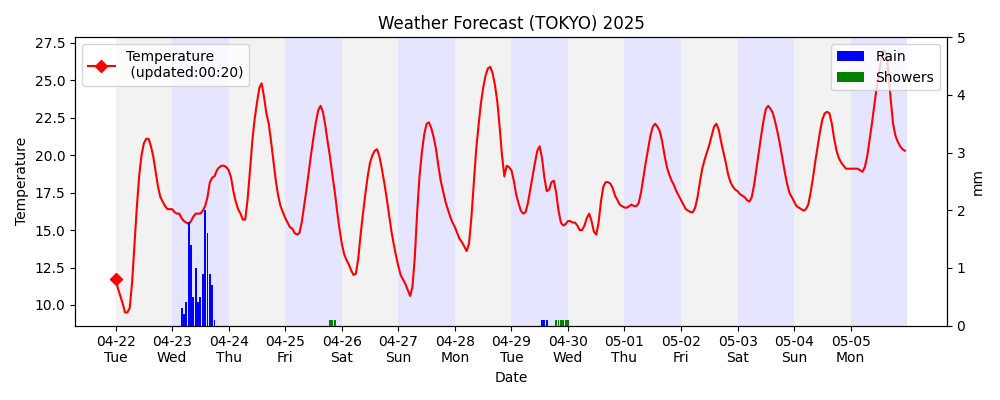 Weather Forecast (TOKYO) 2025
Temperature
(updated:00:20)
Rain
Showers
Temperature
27.5
25.0
22.5
20.0
17.5
15.0
12.5
10.0
5
4
3
2
1
0
mm
04-22 04-23 04-24 04-25 04-26 04-27 04-28 04-29 04-30 05-01 05-02 05-03 05-04 05-05
Tue Wed Thu Fri Sat Sun Mon Tue Wed Thu Fri Sat Sun Mon
Date